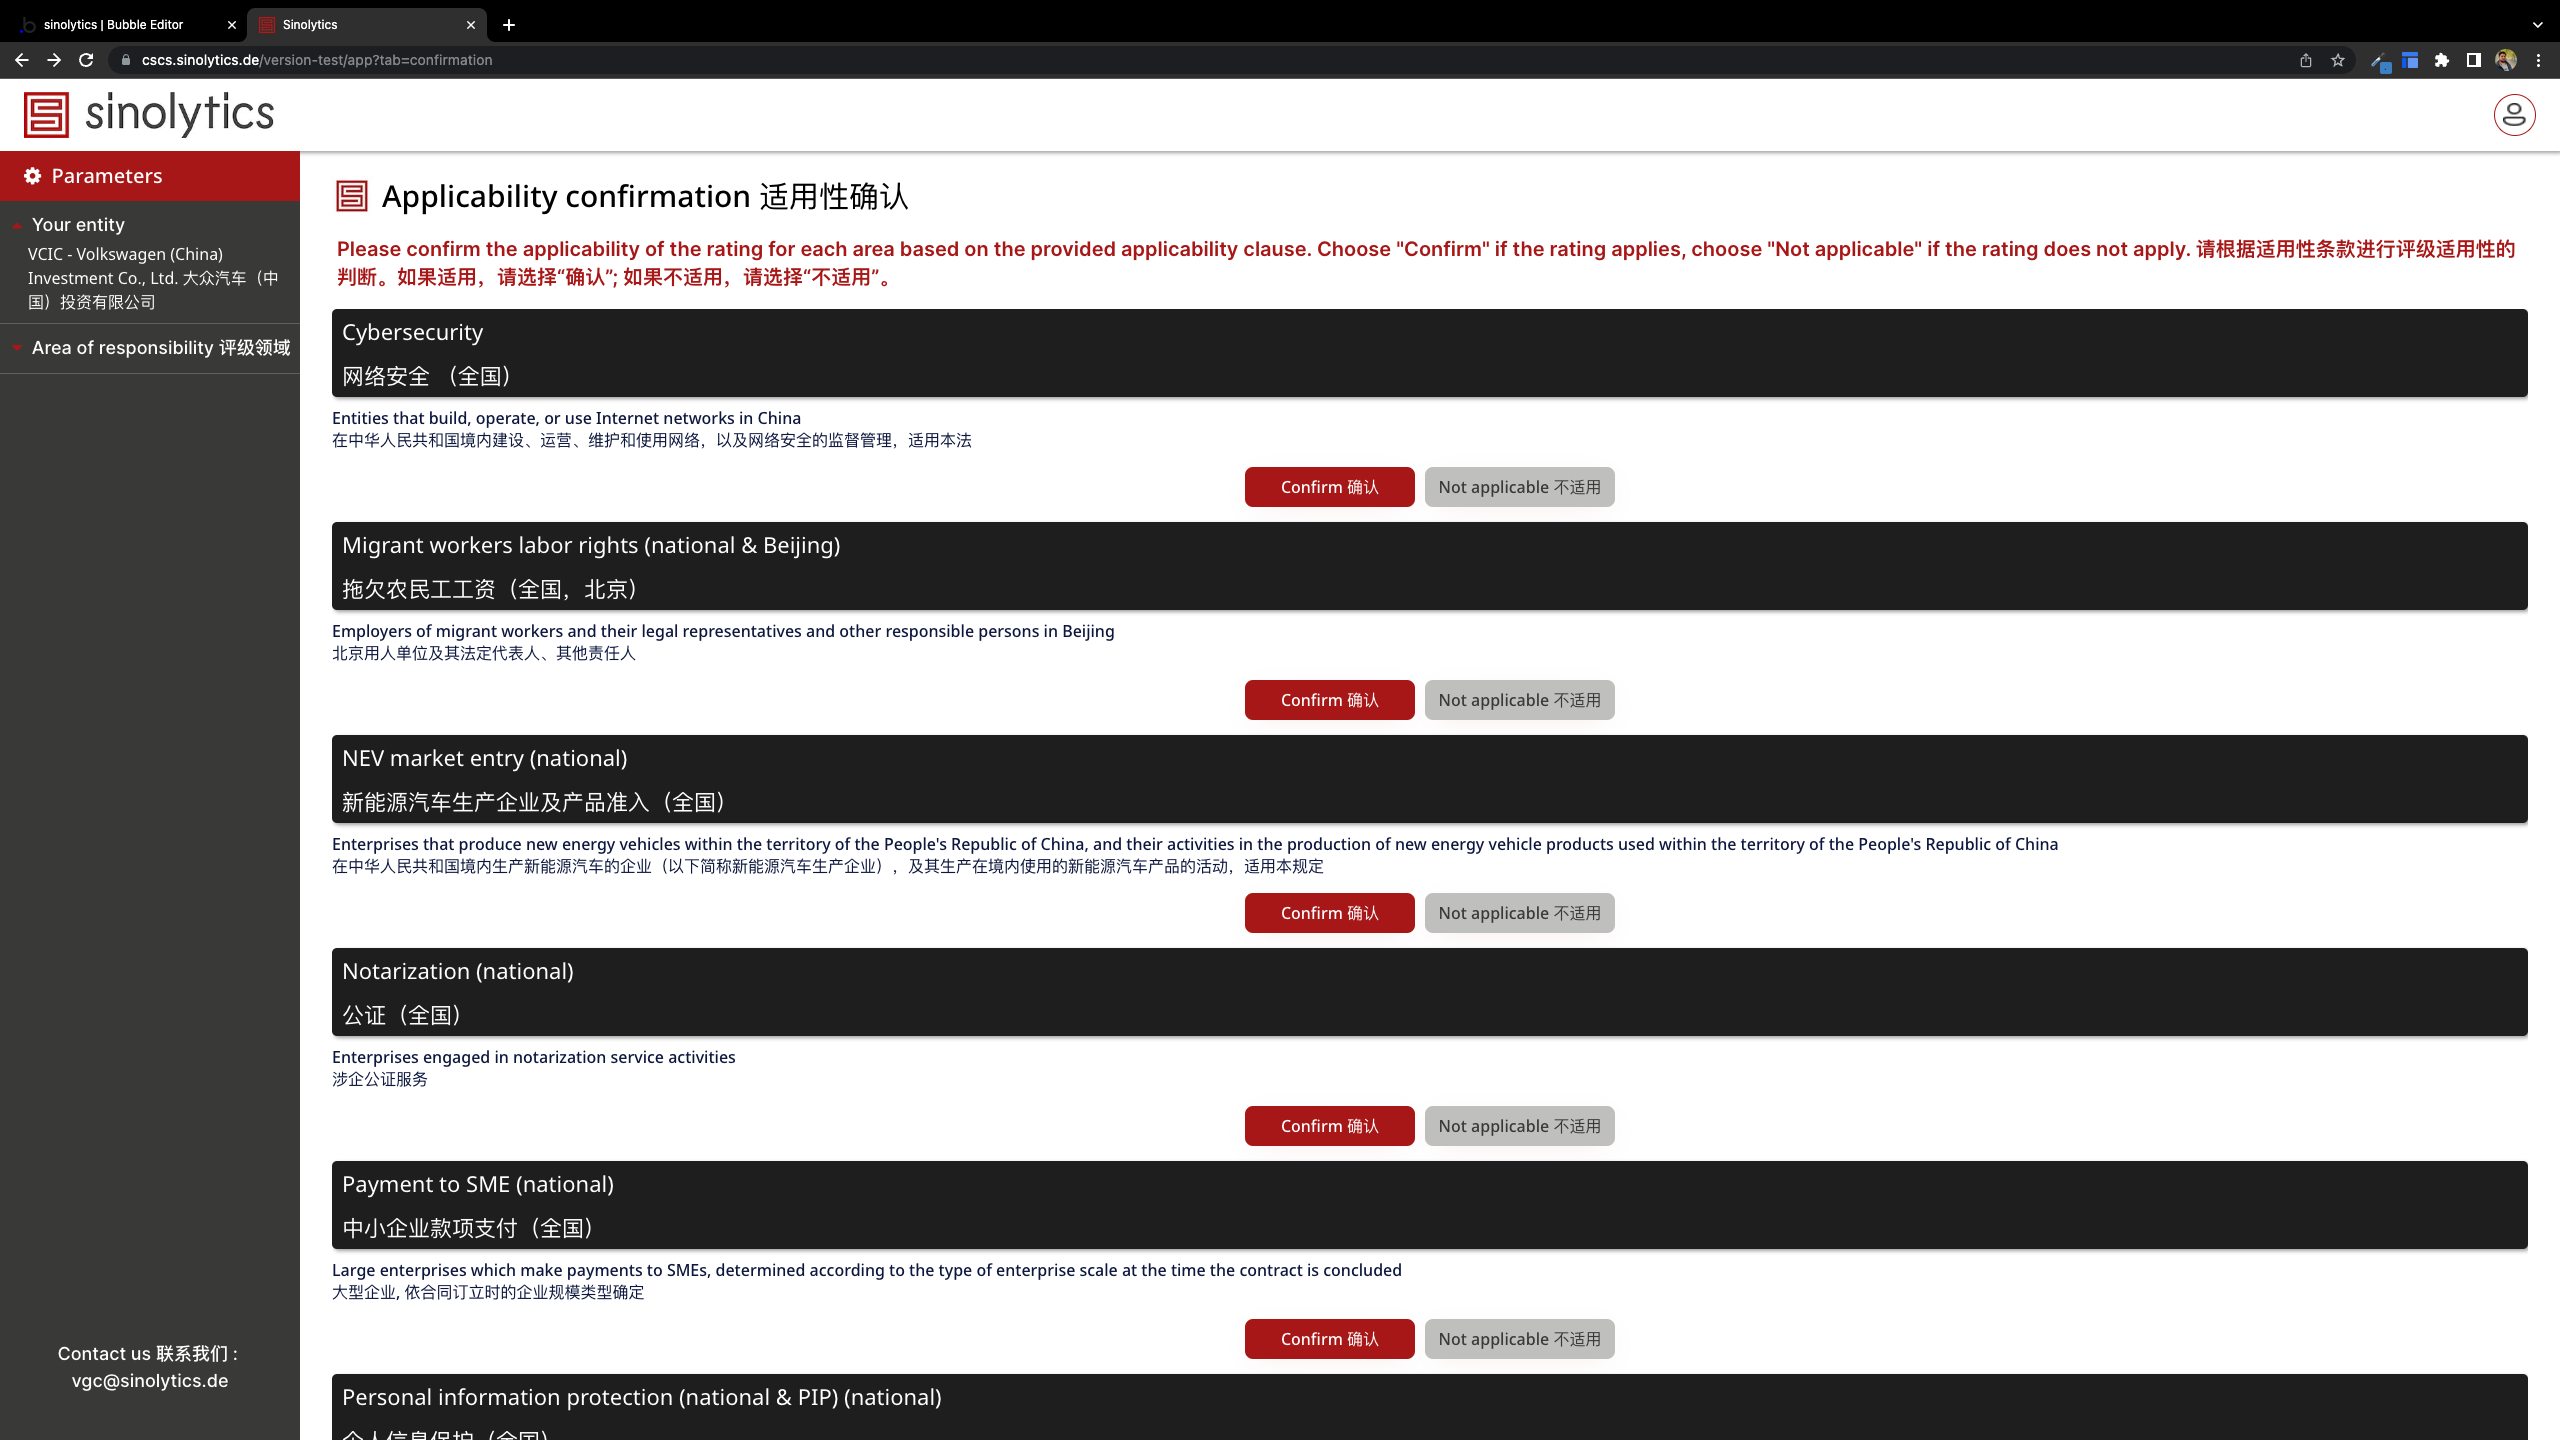 sinolytics | Bubble Editor
Sinolytics
cscs.sinolytics.de/version-test/app?tab=confirmation
sinolytics
Parameters
Your entity
VCIC - Volkswagen (China)
Investment Co., Ltd. 大众汽车（中
国）投资有限公司
Area of responsibility 评级领域
Applicability confirmation 适用性确认
Please confirm the applicability of the rating for each area based on the provided applicability clause. Choose "Confirm" if the rating applies, choose "Not applicable" if the rating does not apply. 请根据适用性条款进行评级适用性的
判断。如果适用，请选择“确认”; 如果不适用，请选择“不适用”。
Cybersecurity
网络安全 （全国）
Entities that build, operate, or use Internet networks in China
在中华人民共和国境内建设、运营、维护和使用网络，以及网络安全的监督管理，适用本法
Confirm 确认 Not applicable 不适用
Migrant workers labor rights (national & Beijing)
拖欠农民工工资（全国，北京）
Employers of migrant workers and their legal representatives and other responsible persons in Beijing
北京用人单位及其法定代表人、其他责任人
Confirm 确认 Not applicable 不适用
NEV market entry (national)
新能源汽车生产企业及产品准入（全国）
Enterprises that produce new energy vehicles within the territory of the People's Republic of China, and their activities in the production of new energy vehicle products used within the territory of the People's Republic of China
在中华人民共和国境内生产新能源汽车的企业（以下简称新能源汽车生产企业），及其生产在境内使用的新能源汽车产品的活动，适用本规定
Confirm 确认 Not applicable 不适用
Notarization (national)
公证（全国）
Enterprises engaged in notarization service activities
涉企公证服务
Confirm 确认 Not applicable 不适用
Payment to SME (national)
中小企业款项支付（全国）
Large enterprises which make payments to SMEs, determined according to the type of enterprise scale at the time the contract is concluded
大型企业, 依合同订立时的企业规模类型确定
Confirm 确认 Not applicable 不适用
Personal information protection (national & PIP) (national)
个人信息保护（全国）
Contact us 联系我们 :
vgc@sinolytics.de